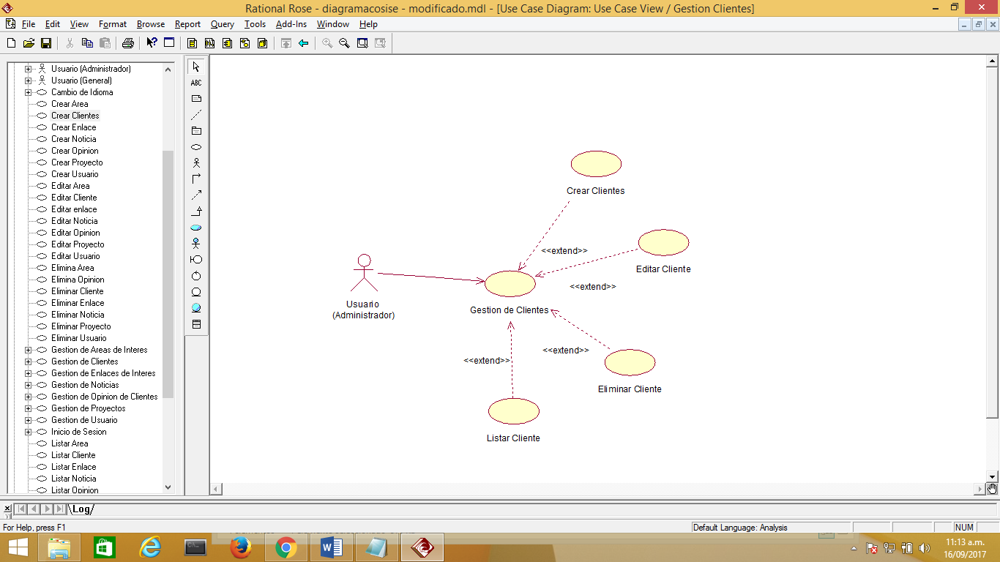 Rational Rose - diagramacosise - modificado.mdl - [Use Case Diagram: Use Case View / Gestion Clientes]
File Edit View Format Browse Report Query Tools Add-Ins Window Help
Usuario (Administrador)
Usuario (General)
Cambio de Idioma
Crear Area
Crear Clientes
Crear Enlace
Crear Noticia
Crear Opinion
Crear Proyecto
Crear Usuario
Editar Area
Editar Cliente
Editar enlace
Editar Noticia
Editar Opinion
Editar Proyecto
Editar Usuario
Elimina Area
Elimina Opinion
Eliminar Cliente
Eliminar Enlace
Eliminar Noticia
Eliminar Proyecto
Eliminar Usuario
Gestion de Areas de Interes
Gestion de Clientes
Gestion de Enlaces de Interes
Gestion de Noticias
Gestion de Opinion de Clientes
Gestion de Proyectos
Gestion de Usuario
Inicio de Sesion
Listar Area
Listar Cliente
Listar Enlace
Listar Noticia
Listar Opinion
ABC
Crear Clientes
<<extend>>
Editar Cliente
<<extend>>
Usuario
(Administrador)
Gestion de Clientes
<<extend>>
<<extend>>
Eliminar Cliente
Listar Cliente
Log
For Help, press F1
Default Language: Analysis
NUM
11:13 a.m.
16/09/2017